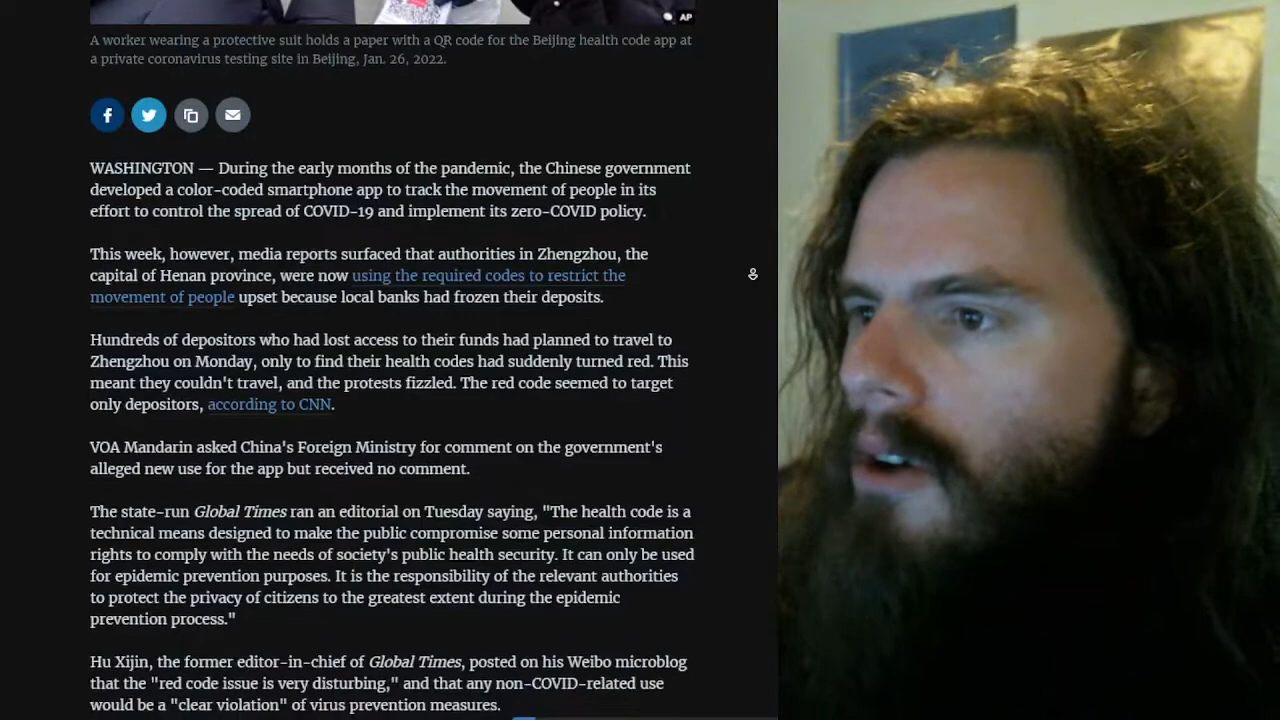 AP
A worker wearing a protective suit holds a paper with a QR code for the Beijing health code app at
a private coronavirus testing site in Beijing, Jan. 26, 2022.
WASHINGTON — During the early months of the pandemic, the Chinese government
developed a color-coded smartphone app to track the movement of people in its
effort to control the spread of COVID-19 and implement its zero-COVID policy.
This week, however, media reports surfaced that authorities in Zhengzhou, the
capital of Henan province, were now using the required codes to restrict the
movement of people upset because local banks had frozen their deposits.
Hundreds of depositors who had lost access to their funds had planned to travel to
Zhengzhou on Monday, only to find their health codes had suddenly turned red. This
meant they couldn't travel, and the protests fizzled. The red code seemed to target
only depositors, according to CNN.
VOA Mandarin asked China's Foreign Ministry for comment on the government's
alleged new use for the app but received no comment.
The state-run Global Times ran an editorial on Tuesday saying, "The health code is a
technical means designed to make the public compromise some personal information
rights to comply with the needs of society's public health security. It can only be used
for epidemic prevention purposes. It is the responsibility of the relevant authorities
to protect the privacy of citizens to the greatest extent during the epidemic
prevention process."
Hu Xijin, the former editor-in-chief of Global Times, posted on his Weibo microblog
that the "red code issue is very disturbing," and that any non-COVID-related use
would be a "clear violation" of virus prevention measures.